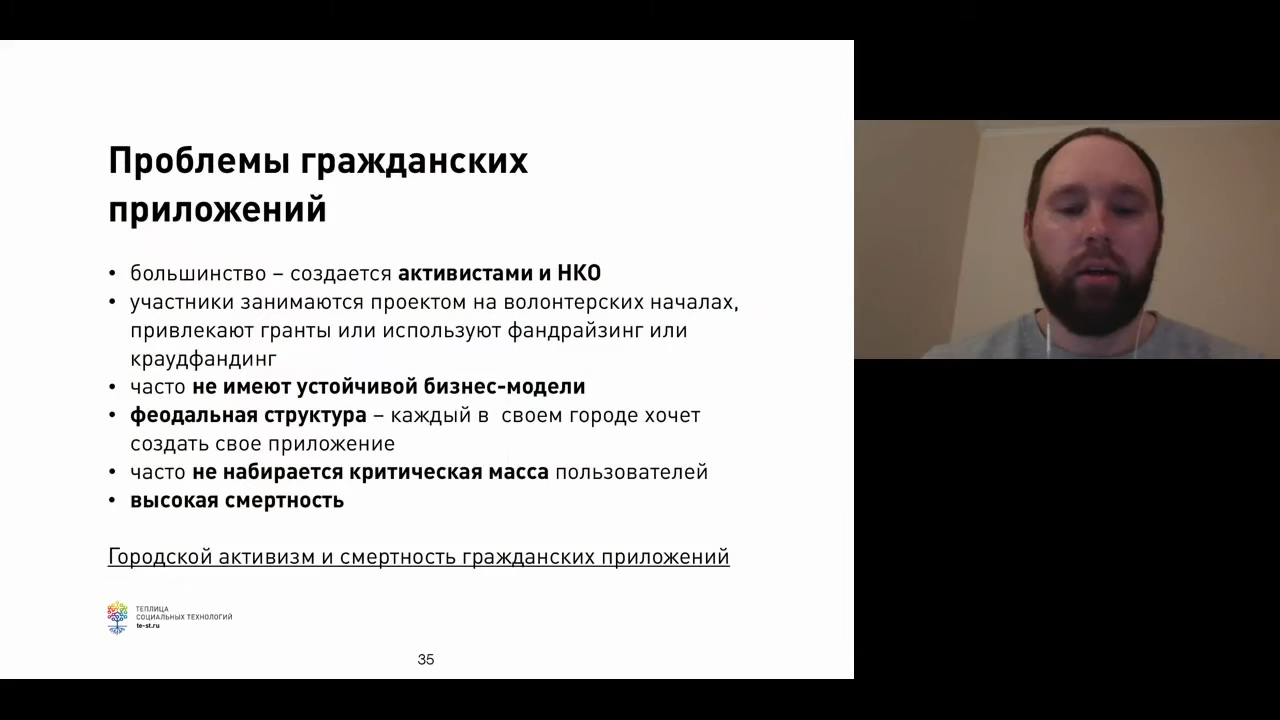 Проблемы гражданских
приложений
• большинство – создается активистами и НКО
• участники занимаются проектом на волонтерских началах,
привлекают гранты или используют фандрайзинг или
краудфандинг
• часто не имеют устойчивой бизнес-модели
• феодальная структура – каждый в  своем городе хочет
создать свое приложение
• часто не набирается критическая масса пользователей
• высокая смертность
Городской активизм и смертность гражданских приложений
ТЕПЛИЦА
СОЦИАЛЬНЫХ ТЕХНОЛОГИЙ
te-st.ru
35